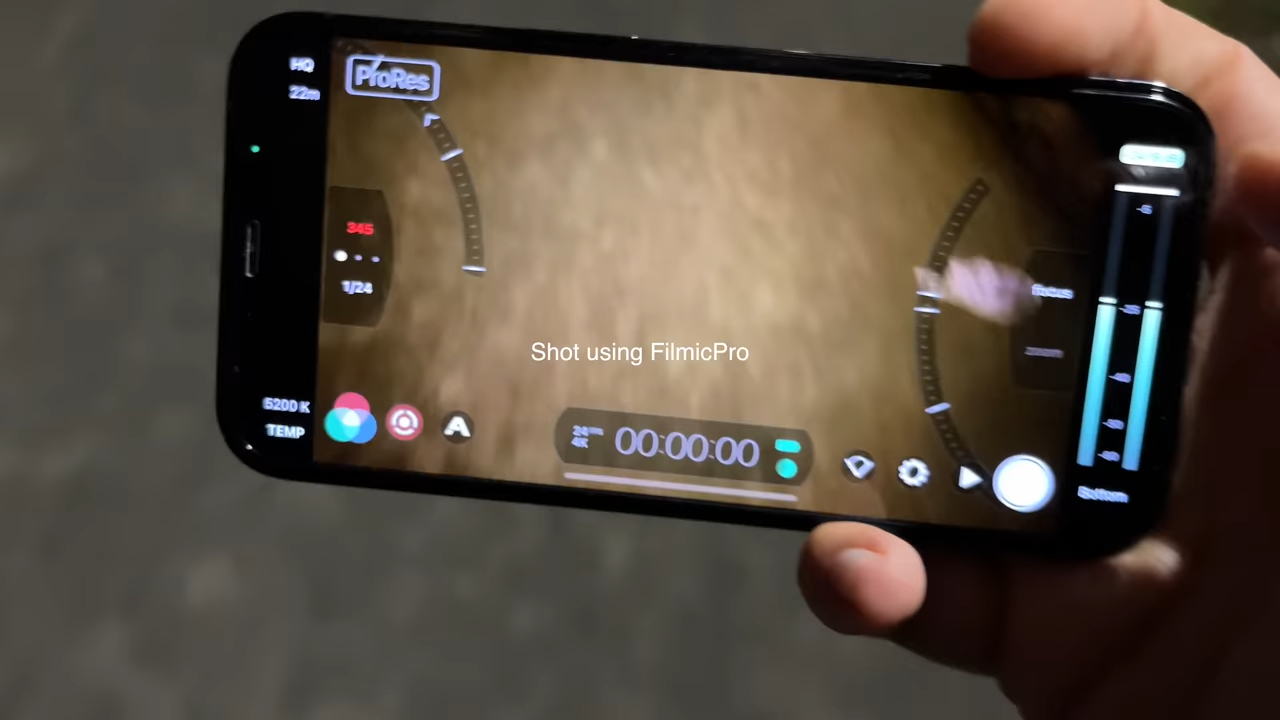 HQ
22m
ProRes
345
1/24
5200 K
TEMP
A
24
4K
00:00:00
focus
zoom
Bottom
Shot using FilmicPro